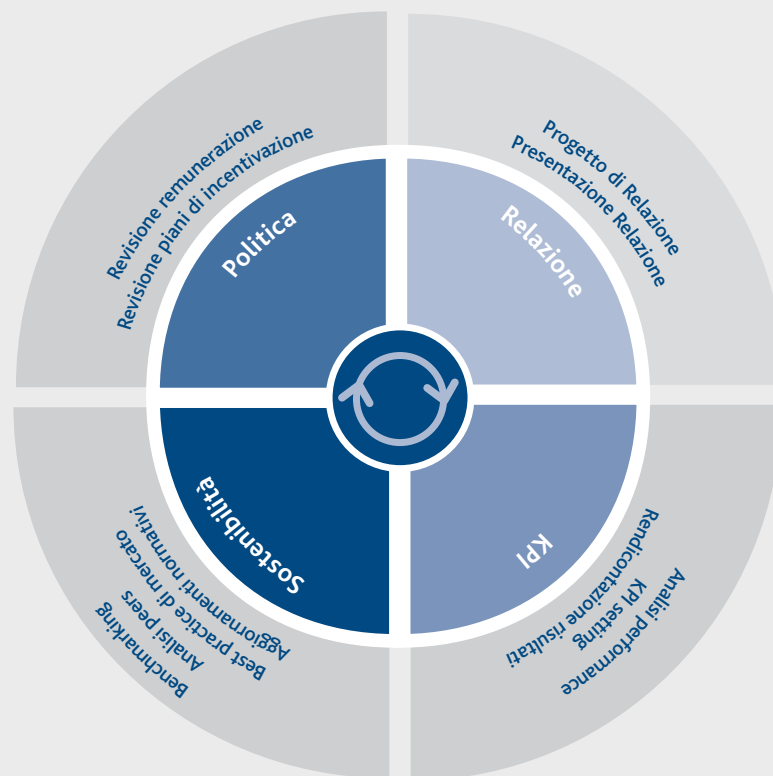 Revisione remunerazione
Revisione piani di incentivazione
Politica
Progetto di Relazione
Presentazione Relazione
Relazione
KPI
Analisi performance
KPI setting
Rendicontazione risultati
Sostenibilità
Benchmarking
Analisi peers
Best practice di mercato
Aggiornamenti normativi